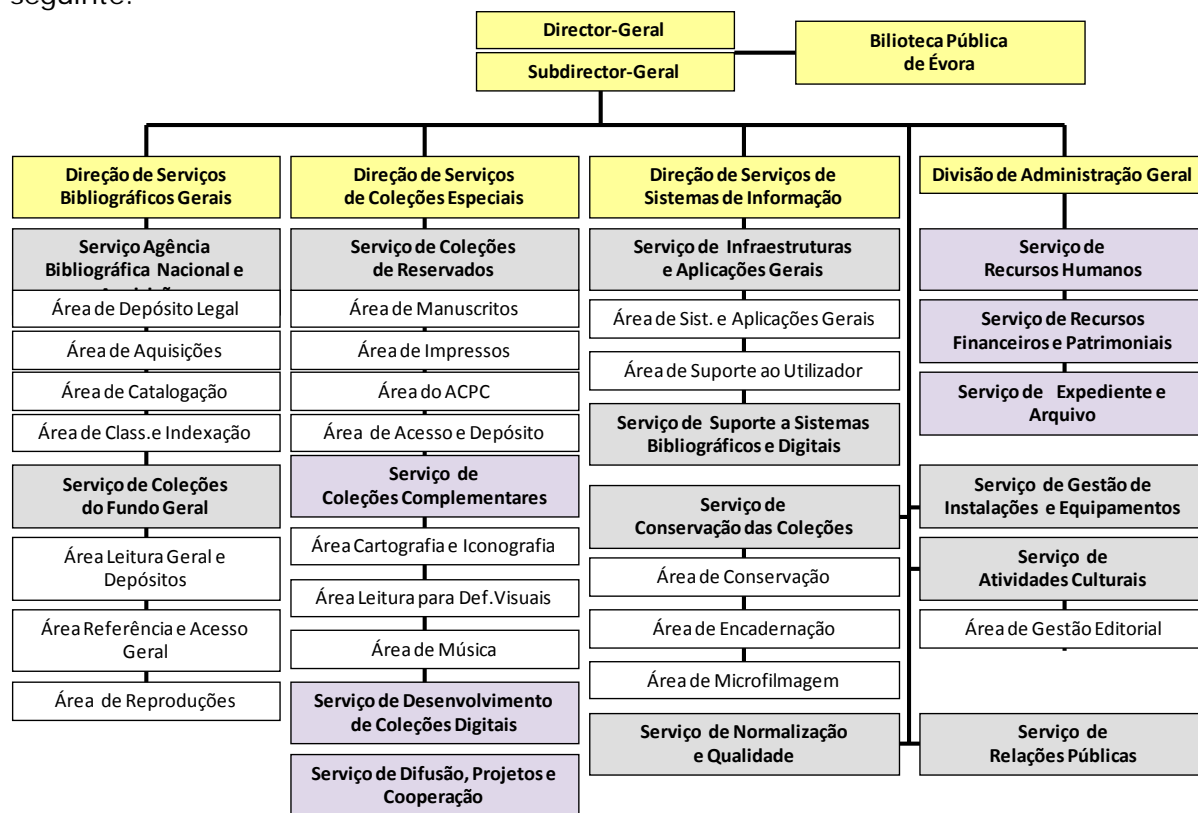 seguinte:
Director-Geral
Subdirector-Geral
Bilioteca Pública
de Évora
Direção de Serviços
Bibliográficos Gerais
Serviço Agência
Bibliográfica Nacional e
Área de Depósito Legal
Área de Aquisições
Área de Catalogação
Área de Class.e Indexação
Serviço de Coleções
do Fundo Geral
Área Leitura Geral e
Depósitos
Área Referência e Acesso
Geral
Área de Reproduções
Direção de Serviços
de Coleções Especiais
Serviço de Coleções
de Reservados
Área de Manuscritos
Área de Impressos
Área do ACPC
Área de Acesso e Depósito
Serviço de
Coleções Complementares
Área Cartografia e Iconografia
Área Leitura para Def.Visuais
Área de Música
Serviço de Desenvolvimento
de Coleções Digitais
Serviço de Difusão, Projetos e
Cooperação
Direção de Serviços de
Sistemas de Informação
Serviço de Infraestruturas
e Aplicações Gerais
Área de Sist. e Aplicações Gerais
Área de Suporte ao Utilizador
Serviço de Suporte a Sistemas
Bibliográficos e Digitais
Serviço de
Conservação das Coleções
Área de Conservação
Área de Encadernação
Área de Microfilmagem
Serviço de Normalização
e Qualidade
Divisão de Administração Geral
Serviço de
Recursos Humanos
Serviço de Recursos
Financeiros e Patrimoniais
Serviço de Expediente e
Arquivo
Serviço de Gestão de
Instalações e Equipamentos
Serviço de
Atividades Culturais
Área de Gestão Editorial
Serviço de
Relações Públicas